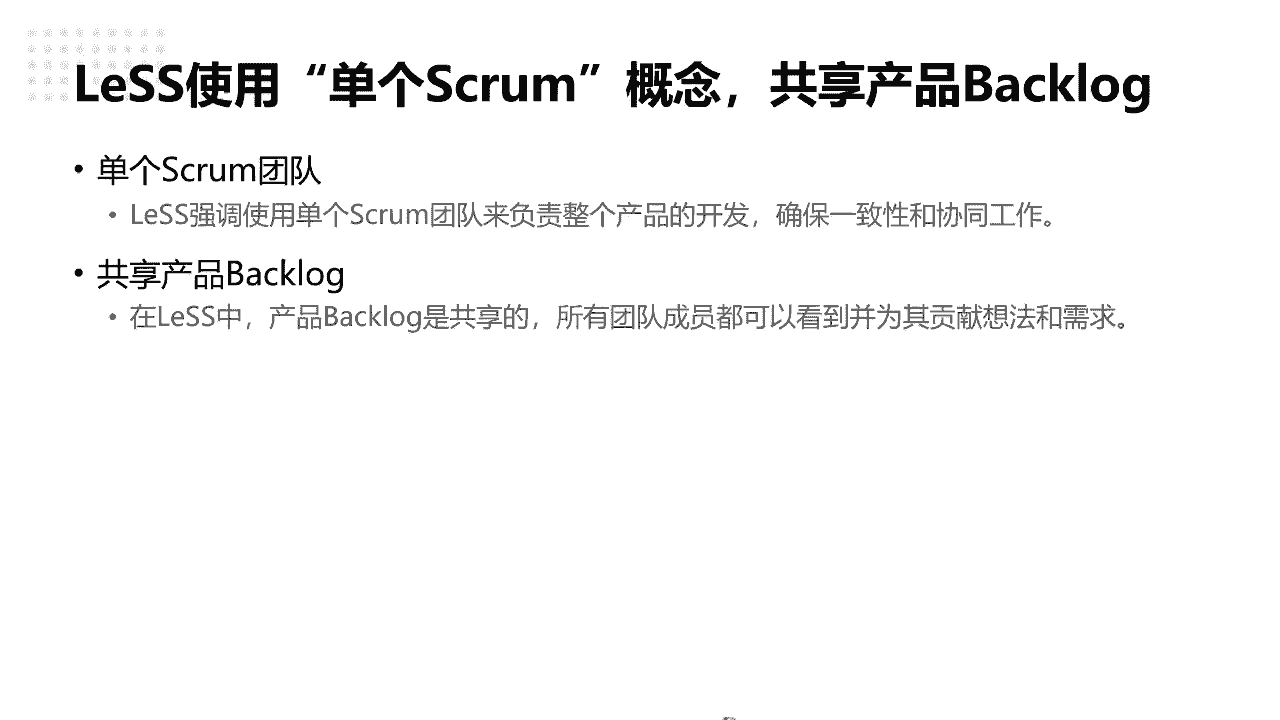 LeSS使用“单个Scrum”概念，共享产品Backlog
• 单个Scrum团队
• LeSS强调使用单个Scrum团队来负责整个产品的开发，确保一致性和协同工作。
• 共享产品Backlog
• 在LeSS中，产品Backlog是共享的，所有团队成员都可以看到并为其贡献想法和需求。